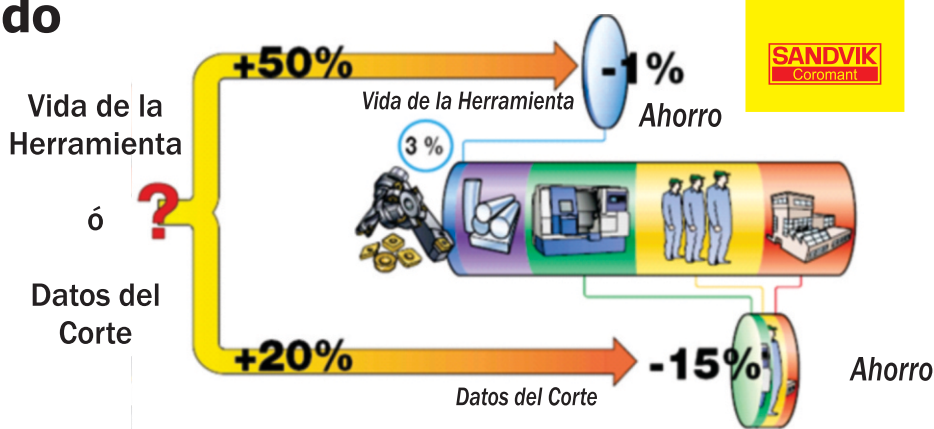 do
+50%
-1%
SANDVIK
Coromant
Vida de la
Herramienta
Vida de la Herramienta
Ahorro
3 %
?
ó
Datos del
Corte
+20%
-15%
Ahorro
Datos del Corte